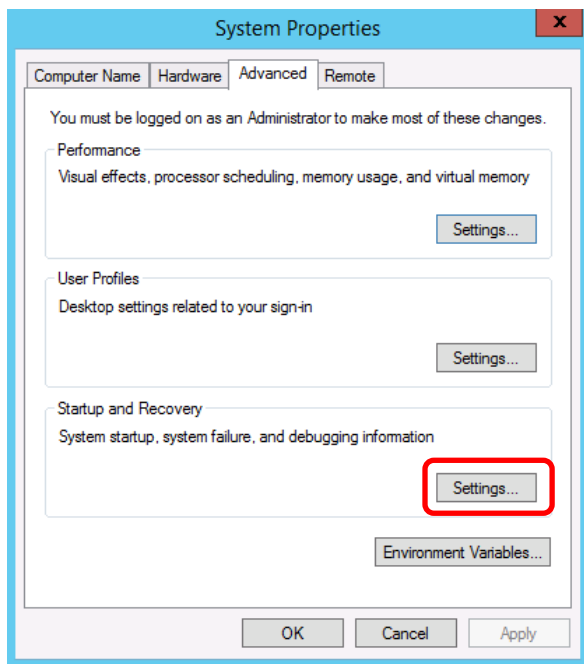 System Properties
x
Computer Name Hardware Advanced Remote
You must be logged on as an Administrator to make most of these changes.
Performance
Visual effects, processor scheduling, memory usage, and virtual memory
Settings...
User Profiles
Desktop settings related to your sign-in
Settings...
Startup and Recovery
System startup, system failure, and debugging information
Settings...
Environment Variables...
OK Cancel Apply